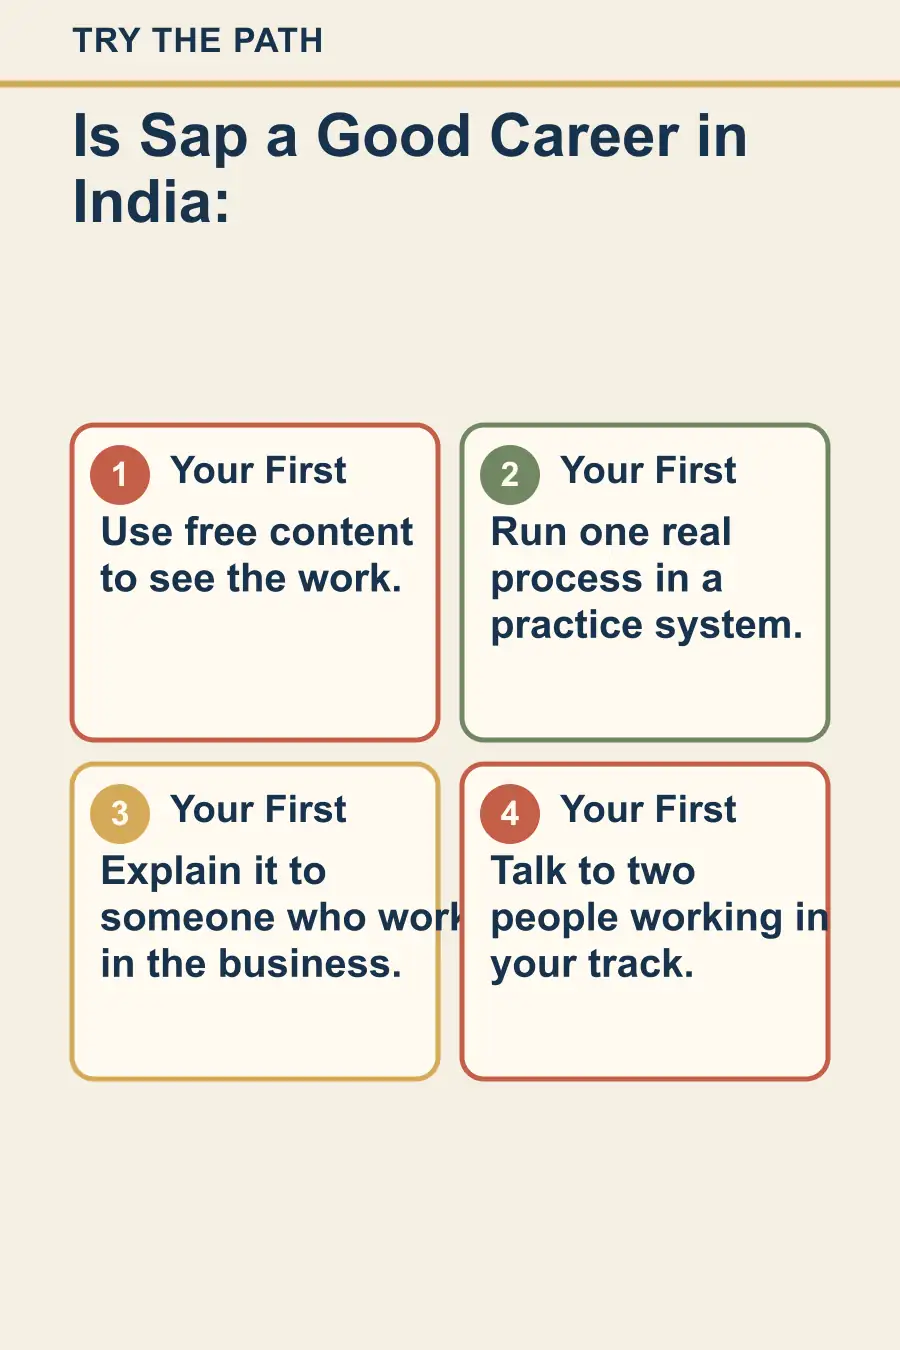 TRY THE PATH
Is Sap a Good Career in
India:
1 Your First
Use free content
to see the work.
2 Your First
Run one real
process in a
practice system.
3 Your First
Explain it to
someone who work
in the business.
4 Your First
Talk to two
people working in
your track.